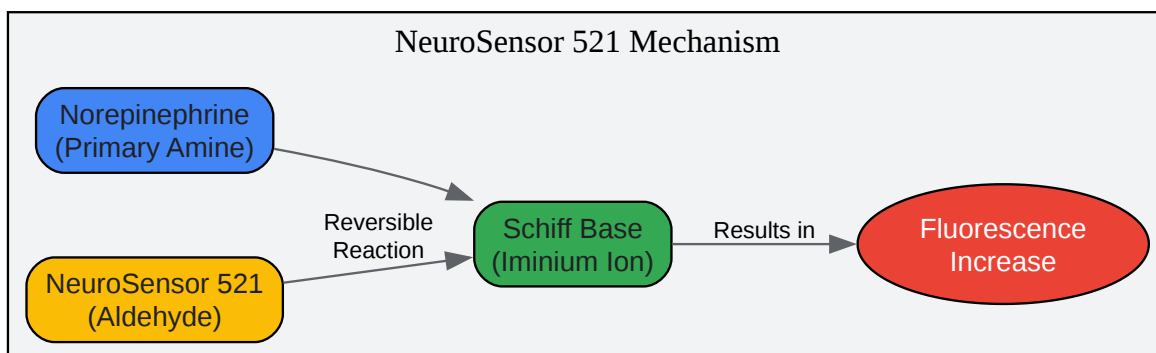 NeuroSensor 521 Mechanism
Norepinephrine
(Primary Amine)
NeuroSensor 521
(Aldehyde)
Reversible
Reaction
Schiff Base
(Iminium Ion)
Results in
Fluorescence
Increase